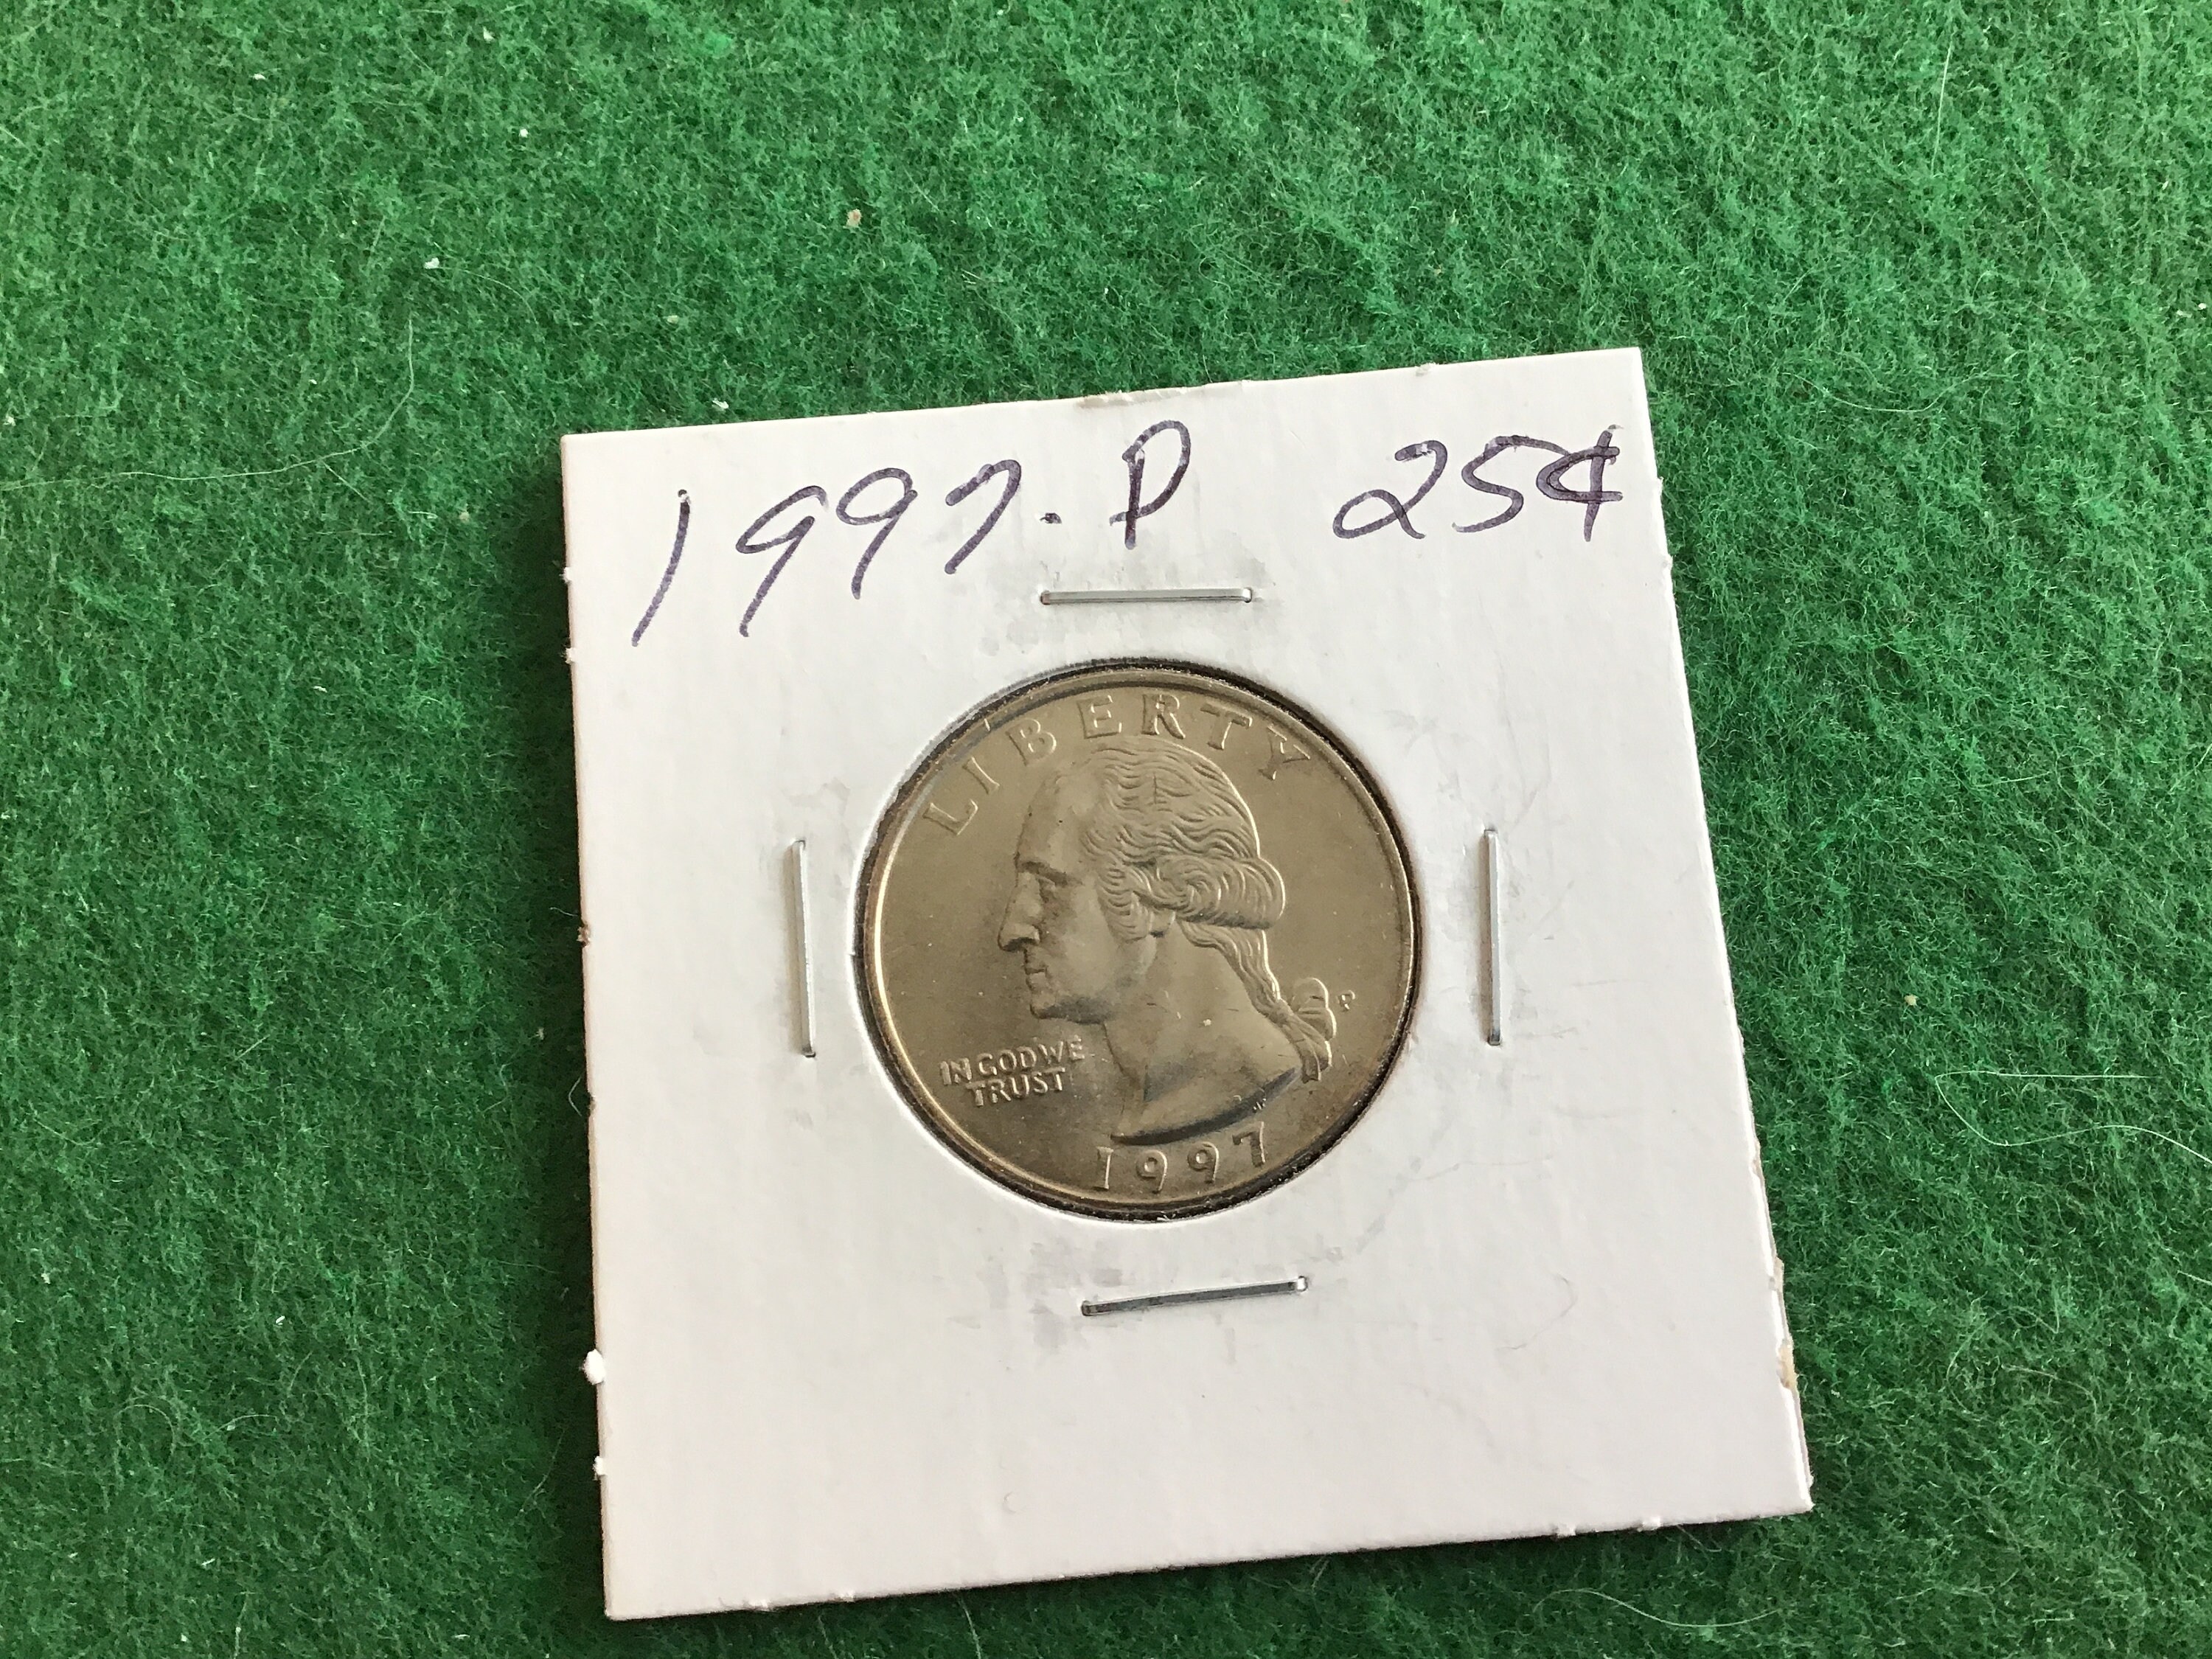 1997.P 25¢
LIBERTY
P
IN GOD WE
TRUST
1997